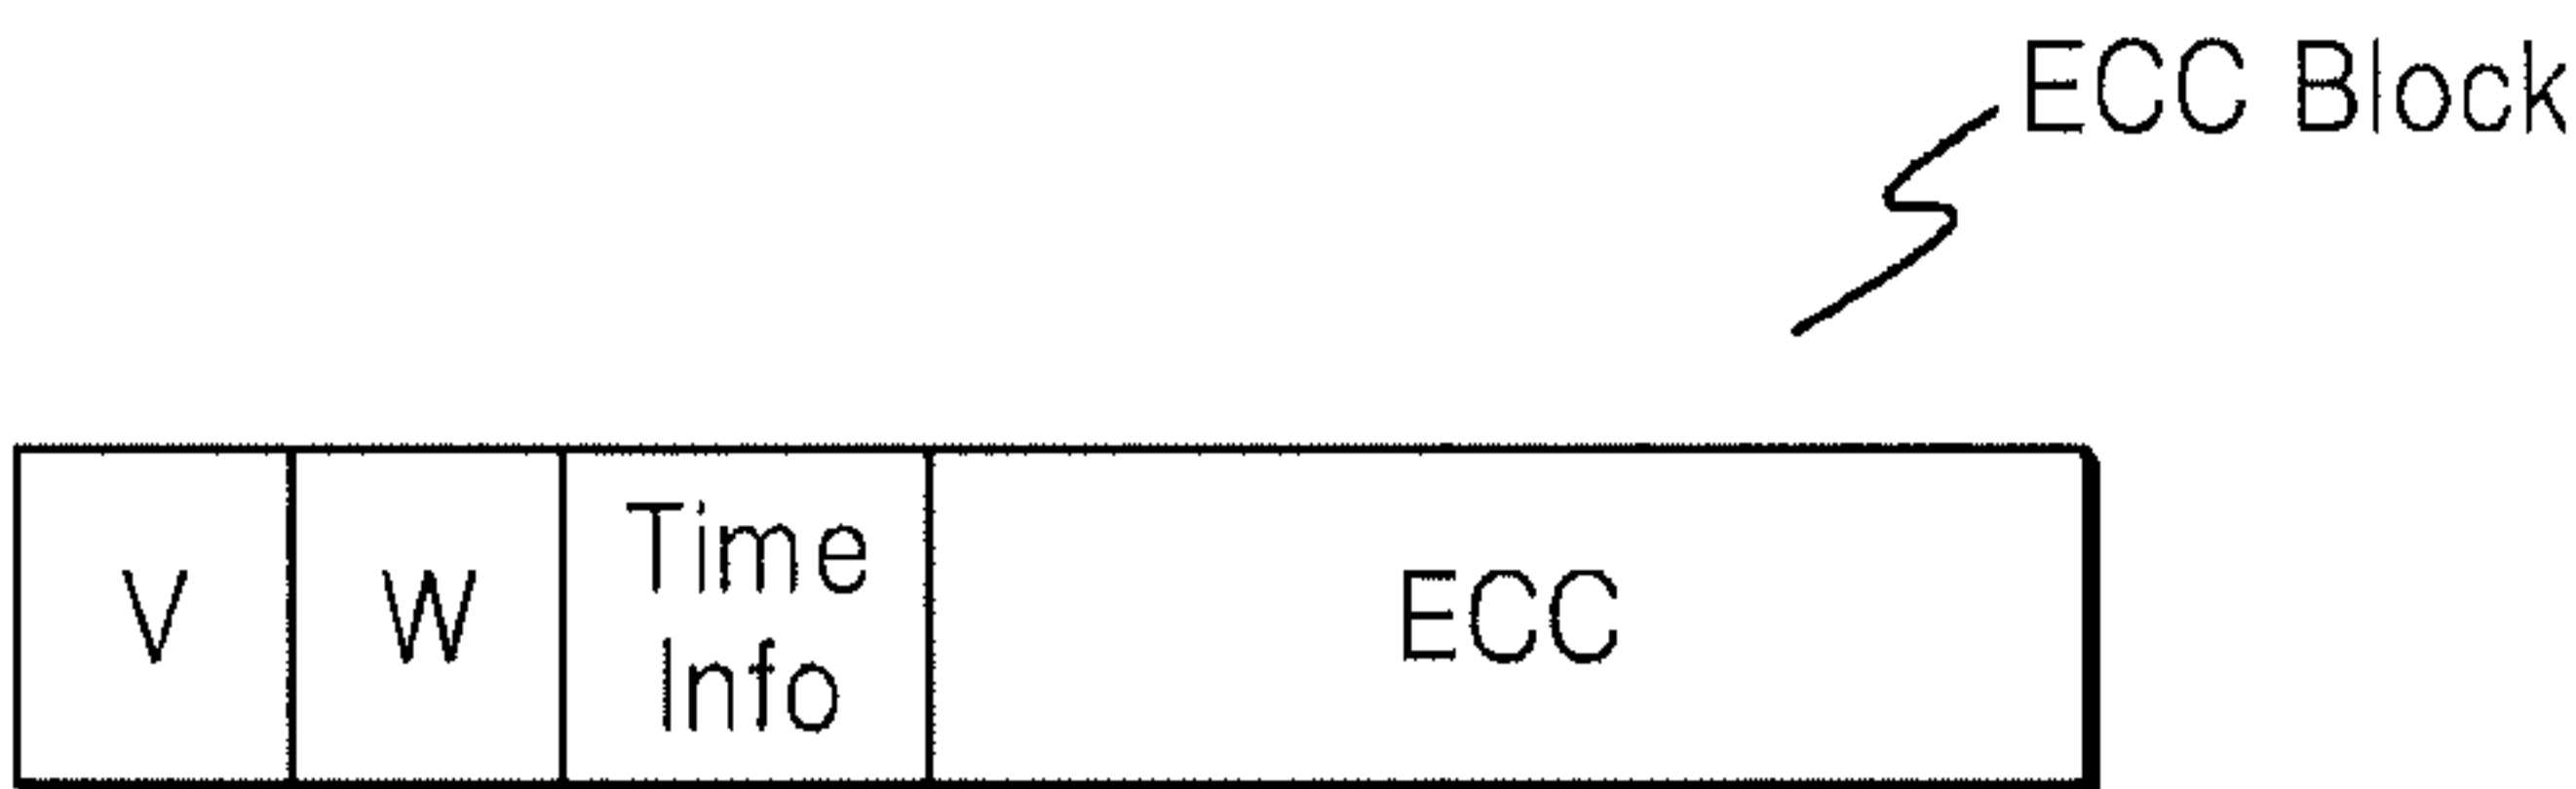 ECC Block
V
W
Time
Info
ECC